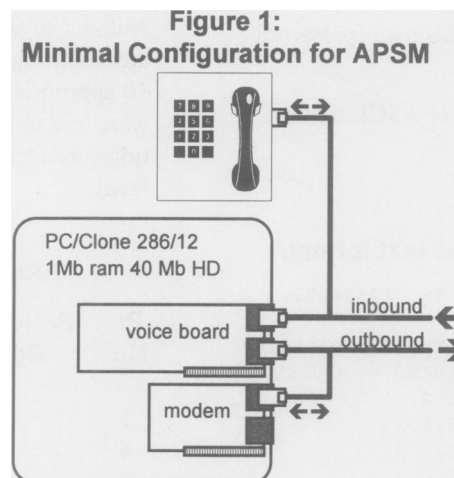 Figure 1:
Minimal Configuration for APSM
PC/Clone 286/12
1Mb ram 40 Mb HD
voice board
inbound
outbound
modem